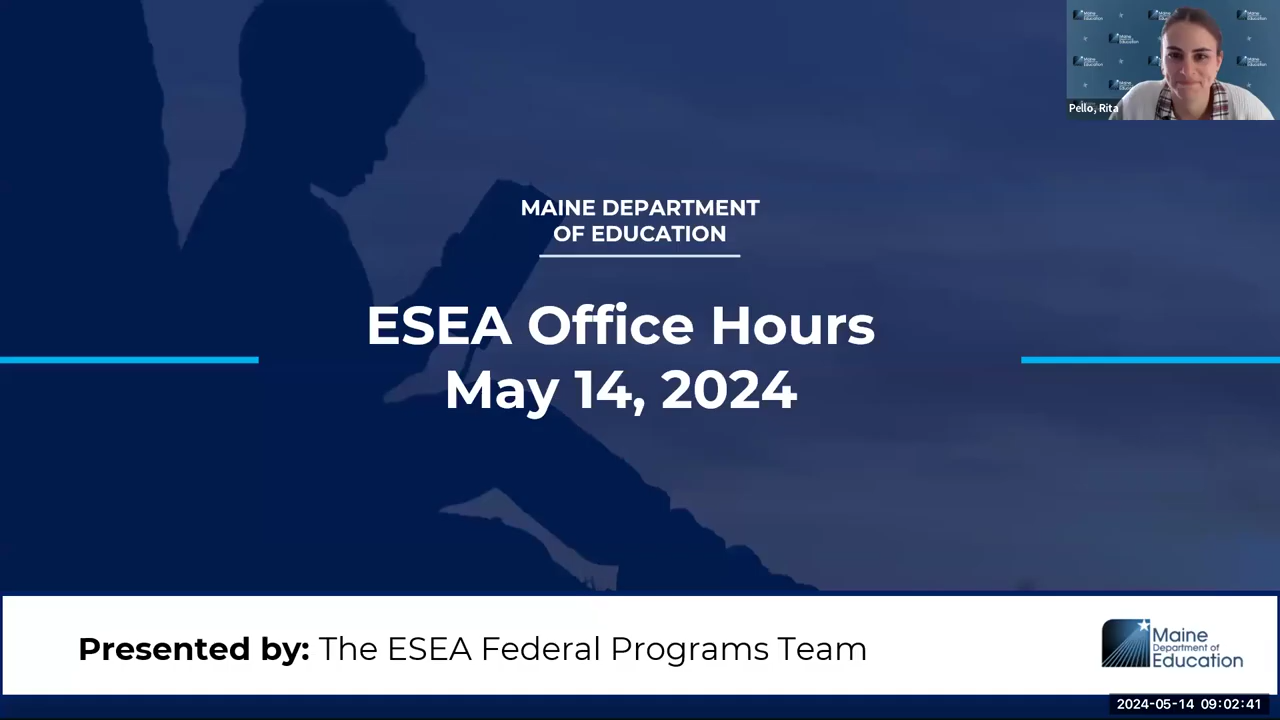 Pello, Rita
MAINE DEPARTMENT
OF EDUCATION
ESEA Office Hours
May 14, 2024
Presented by: The ESEA Federal Programs Team
Maine
Department of
Education
2024-05-14 09:02:41